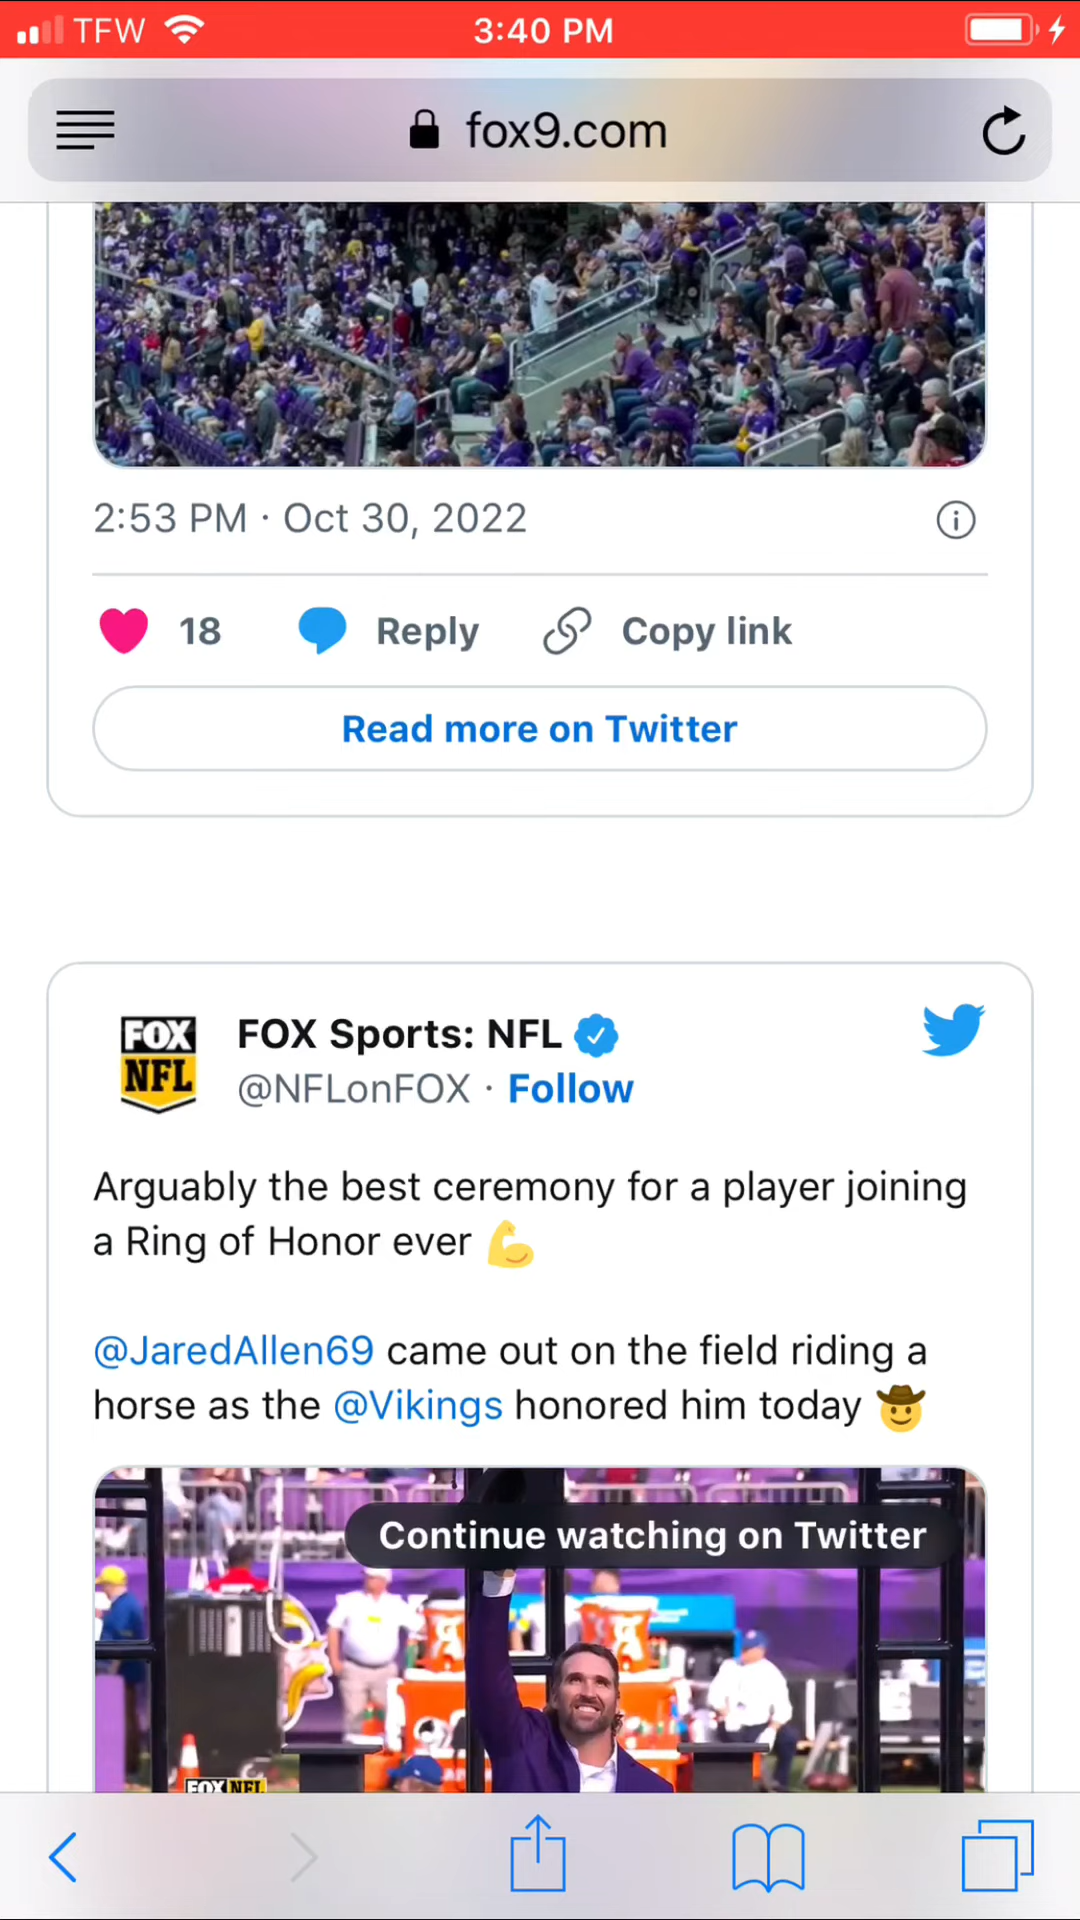 TFW 3:40 PM
fox9.com
2:53 PM · Oct 30, 2022
18 Reply Copy link
Read more on Twitter
FOX NFL
FOX Sports: NFL
@NFLonFOX · Follow
Arguably the best ceremony for a player joining
a Ring of Honor ever
@JaredAllen69 came out on the field riding a
horse as the @Vikings honored him today
Continue watching on Twitter
FOX NFL